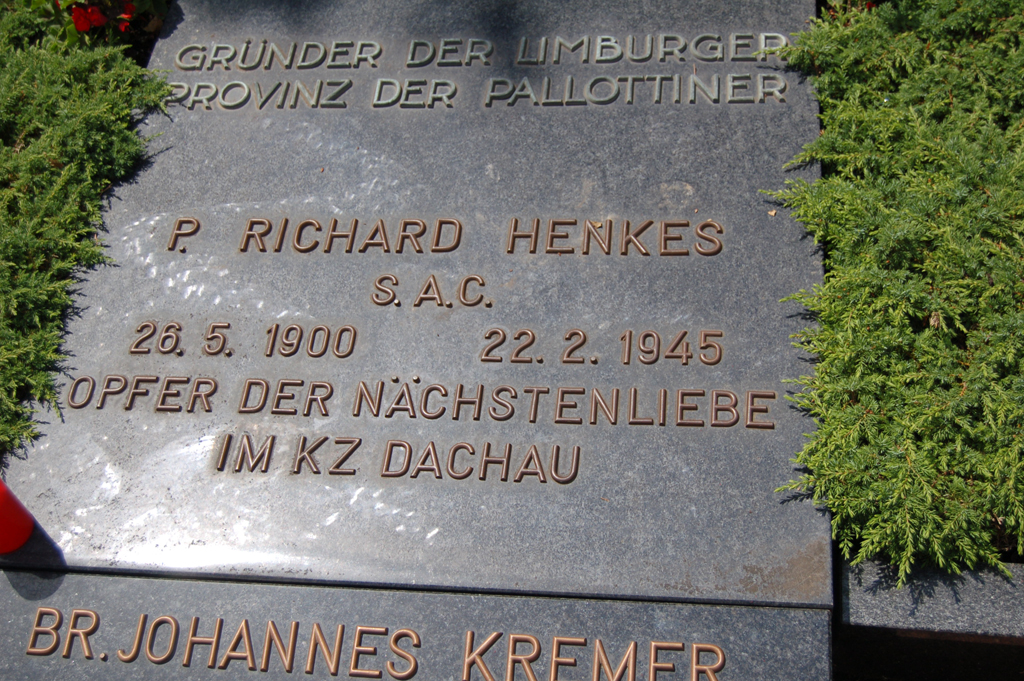 GRÜNDER DER LIMBURGER
PROVINZ DER PALLOTTINER
P. RICHARD HENKES
S.A.C.
26. 5. 1900 22. 2. 1945
OPFER DER NÄCHSTENLIEBE
IM KZ DACHAU
BR. JOHANNES KREMER